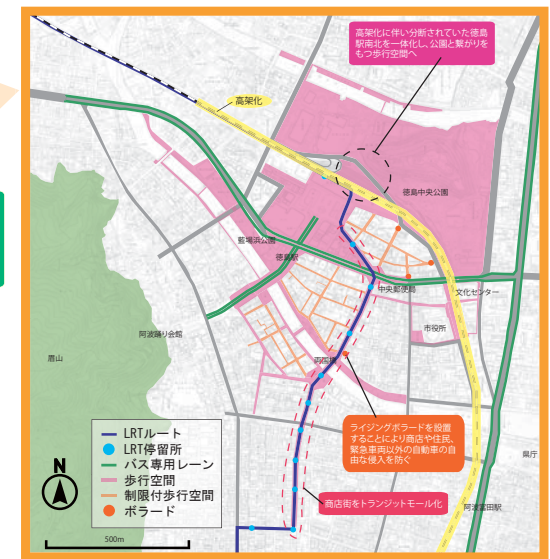 高架化に伴い分断されていた徳島
駅南北を一体化し、公園と繋がりを
もつ歩行空間へ
高架化
徳島中央公園
藍場浜公園
徳島駅
中央郵便局
文化センター
市役所
阿波踊り会館
眉山
両国橋
ライジングボラードを設置
することにより商店や住民、
緊急車両以外の自動車の自
由な侵入を防ぐ
県庁
LRTルート
LRT停留所
バス専用レーン
歩行空間
制限付歩行空間
ボラード
N
商店街をトランジットモール化
阿波富田駅
500m